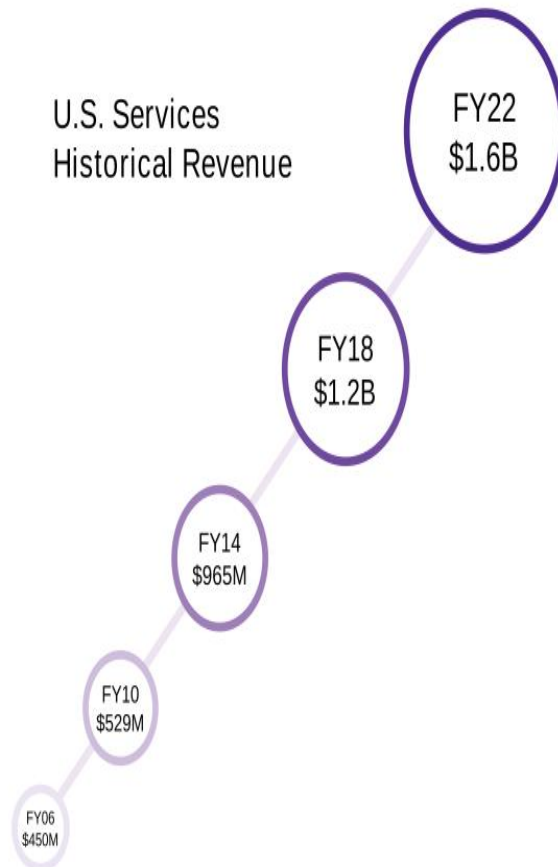 U.S. Services
Historical Revenue
FY22
$1.6B
FY18
$1.2B
FY14
$965M
FY10
$529M
FY06
$450M